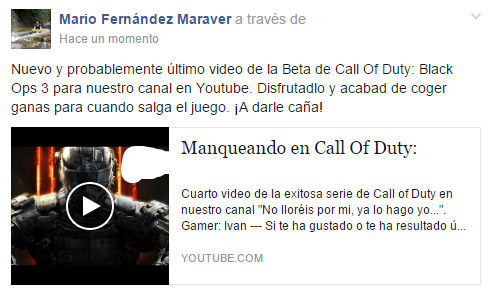 Mario Fernández Maraver a través de
Hace un momento
Nuevo y probablemente último video de la Beta de Call Of Duty: Black
Ops 3 para nuestro canal en Youtube. Disfrutadlo y acabad de coger
ganas para cuando salga el juego. ¡A darle caña!
Manqueando en Call Of Duty:
Cuarto video de la exitosa serie de Call of Duty en
nuestro canal "No lloréis por mi, ya lo hago yo...".
Gamer: Ivan --- Si te ha gustado o te ha resultado ú...
YOUTUBE.COM